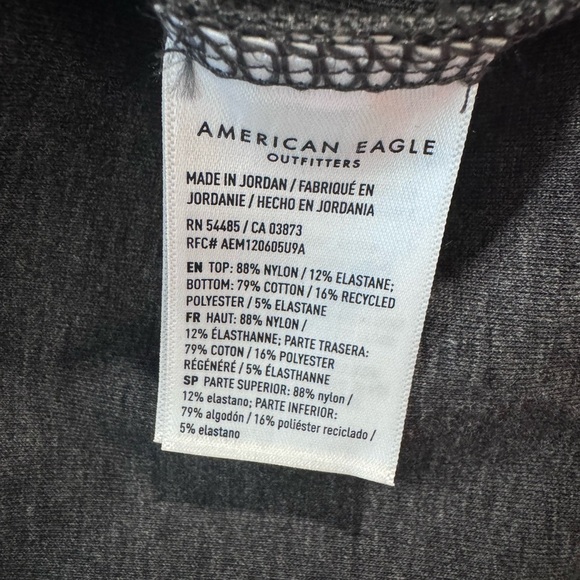 AMERICAN EAGLE
OUTFITTERS
MADE IN JORDAN / FABRIQUÉ EN
JORDANIE / HECHO EN JORDANIA
RN 54485 / CA 03873
RFC# AEM120605U9A
EN TOP: 88% NYLON / 12% ELASTANE;
BOTTOM: 79% COTTON / 16% RECYCLED
POLYESTER / 5% ELASTANE
FR HAUT: 88% NYLON /
12% ÉLASTHANNE; PARTE TRASERA:
79% COTON / 16% POLYESTER
RÉGÉNÉRÉ / 5% ÉLASTHANNE
SP PARTE SUPERIOR: 88% nylon /
12% elastano; PARTE INFERIOR:
79% algodón / 16% poliéster reciclado /
5% elastano